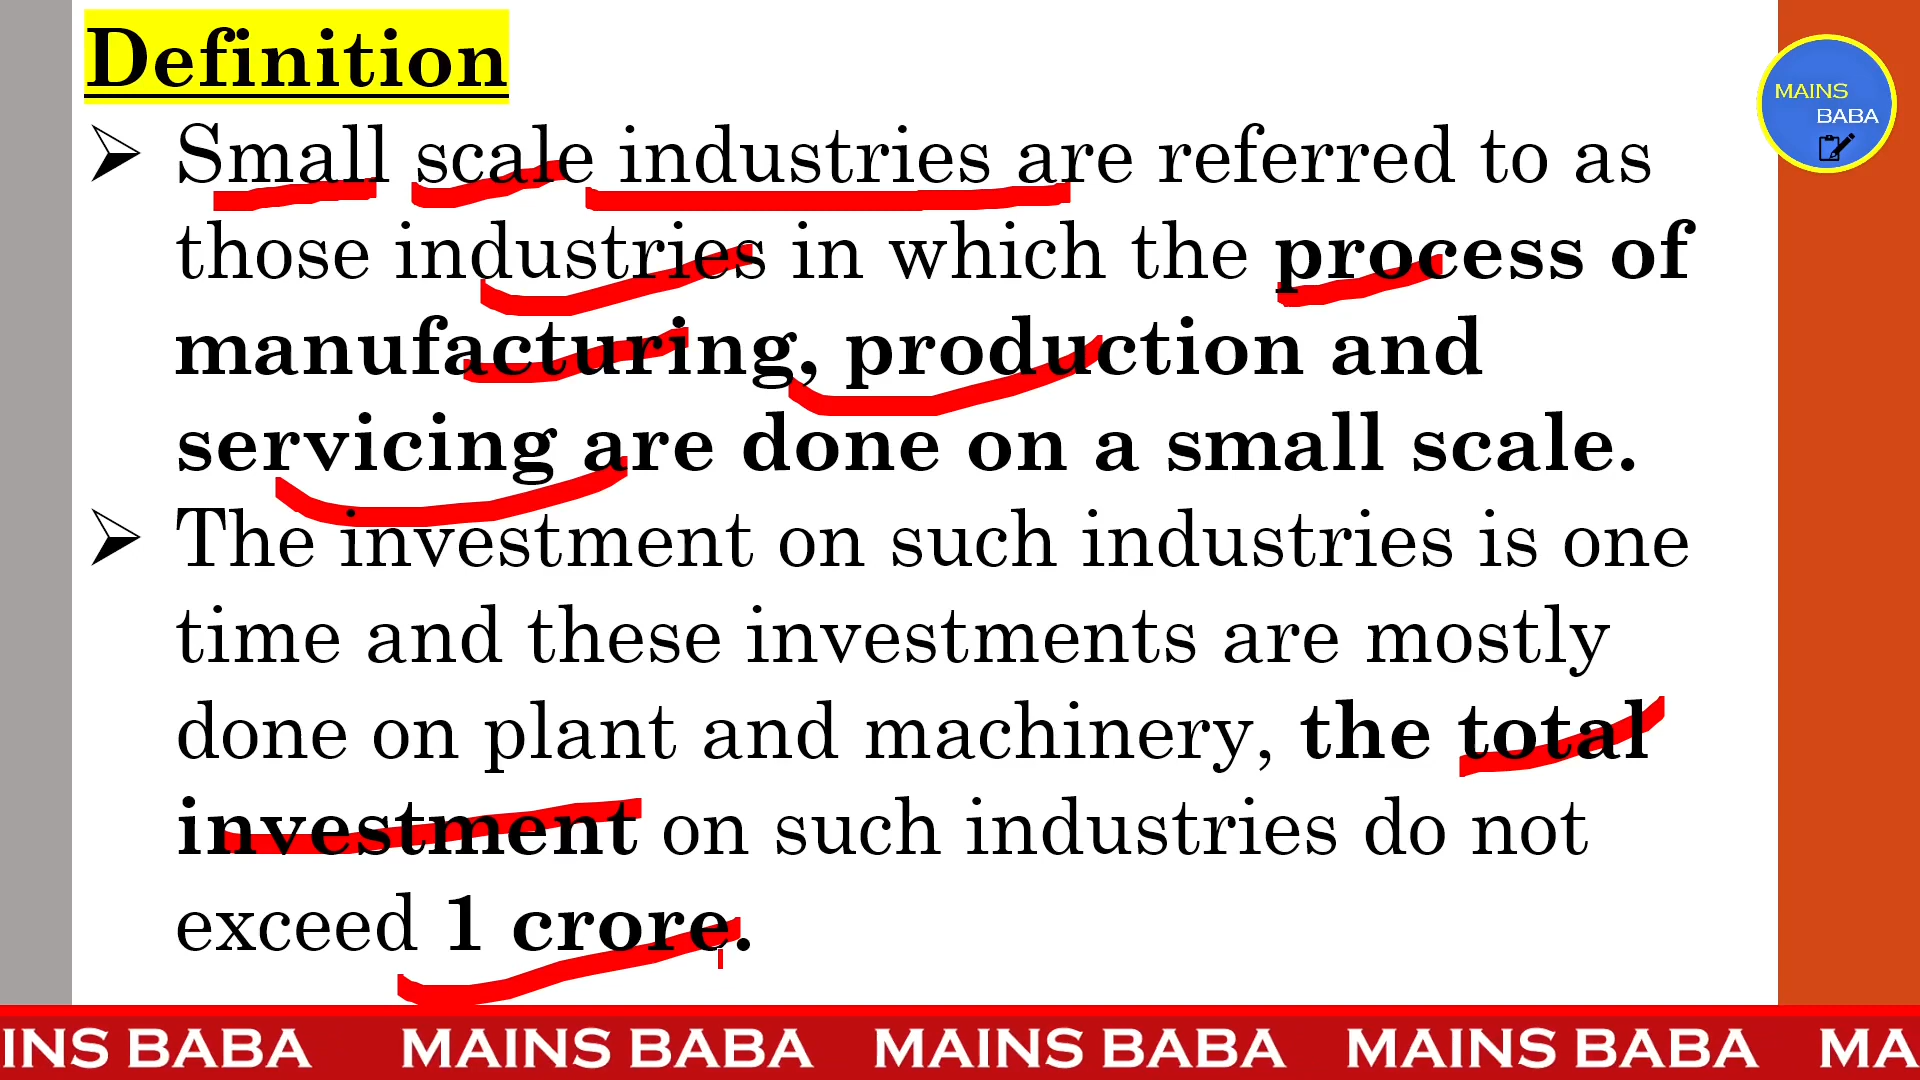 Definition
Small scale industries are referred to as
those industries in which the process of
manufacturing, production and
servicing are done on a small scale.
The investment on such industries is one
time and these investments are mostly
done on plant and machinery, the total
investment on such industries do not
exceed 1 crore.
MAINS
BABA
INS BABA MAINS BABA MAINS BABA MAINS BABA MA